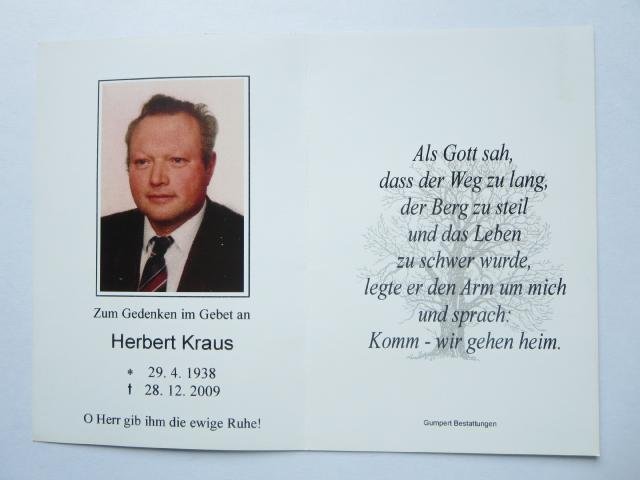 Zum Gedenken im Gebet an
Herbert Kraus
* 29. 4. 1938
† 28. 12. 2009
O Herr gib ihm die ewige Ruhe!
Als Gott sah,
dass der Weg zu lang,
der Berg zu steil
und das Leben
zu schwer wurde,
legte er den Arm um mich
und sprach:
Komm - wir gehen heim.
Gumpert Bestattungen